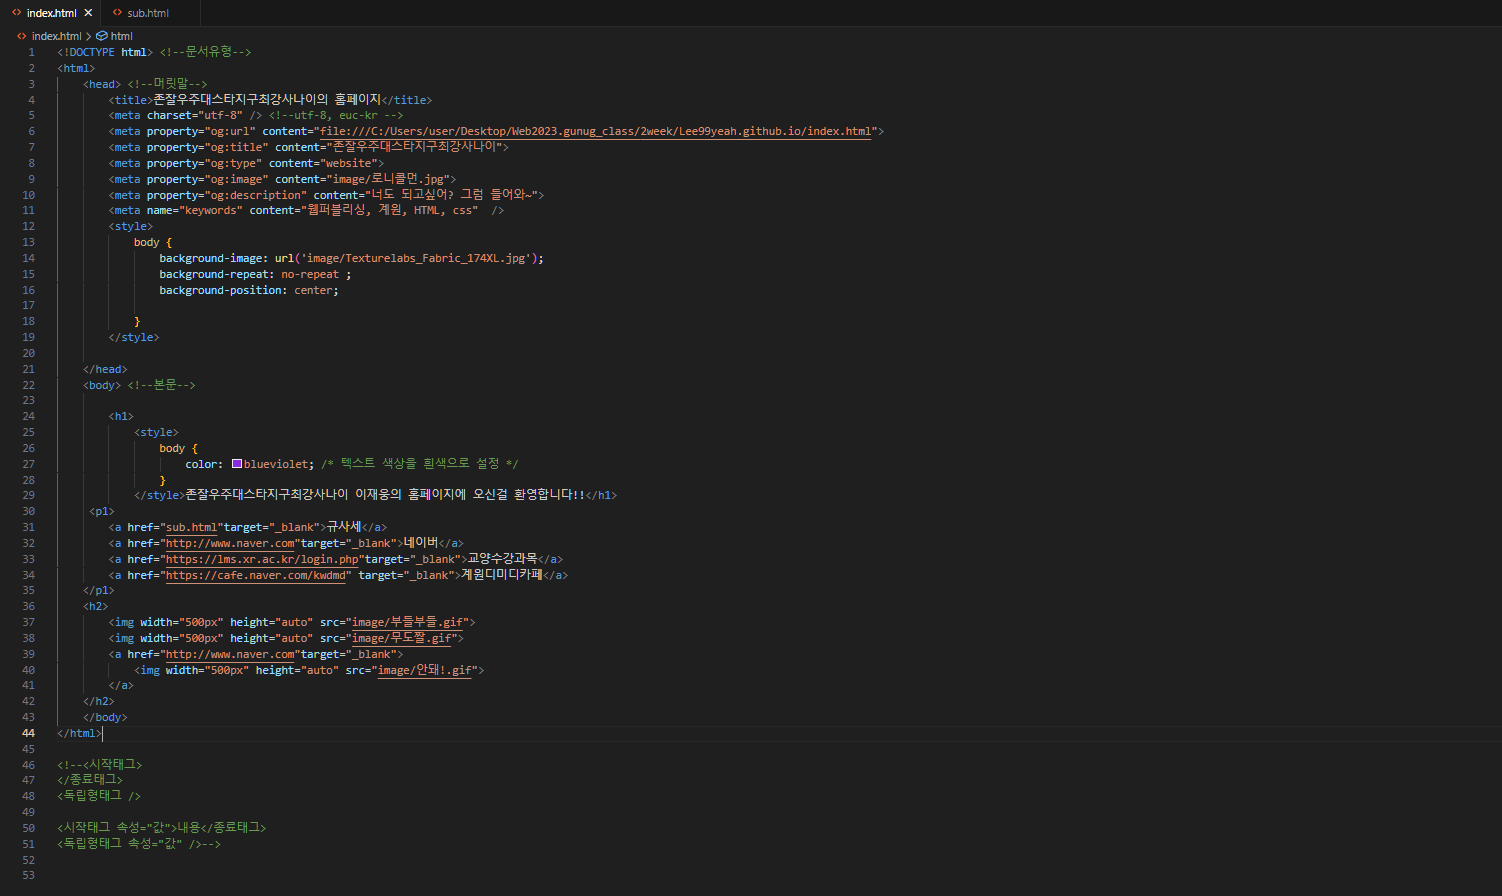 index.html ×
sub.html
index.html > html
1 <!DOCTYPE html> <!--문서유형-->
2 <html>
3 <head> <!--머릿말-->
4 <title>존잘우주대스타지구최강사나이의 홈페이지</title>
5 <meta charset="utf-8" /> <!--utf-8, euc-kr -->
6 <meta property="og:url" content="file:///C:/Users/user/Desktop/Web2023.gunug_class/2week/Lee99yeah.github.io/index.html">
7 <meta property="og:title" content="존잘우주대스타지구최강사나이">
8 <meta property="og:type" content="website">
9 <meta property="og:image" content="image/로니콜먼.jpg">
10 <meta property="og:description" content="너도 되고싶어? 그럼 들어와~">
11 <meta name="keywords" content="웹퍼블리싱, 계원, HTML, css"  />
12 <style>
13 body {
14 background-image: url('image/Texturelabs_Fabric_174XL.jpg');
15 background-repeat: no-repeat ;
16 background-position: center;
17
18 }
19 </style>
20
21 </head>
22 <body> <!--본문-->
23
24 <h1>
25 <style>
26 body {
27 color: blueviolet; /* 텍스트 색상을 흰색으로 설정 */
28 }
29 </style>존잘우주대스타지구최강사나이 이재웅의 홈페이지에 오신걸 환영합니다!!</h1>
30 <p1>
31 <a href="sub.html"target="_blank">규사세</a>
32 <a href="http://www.naver.com"target="_blank">네이버</a>
33 <a href="https://lms.xr.ac.kr/login.php"target="_blank">교양수강과목</a>
34 <a href="https://cafe.naver.com/kwdmd" target="_blank">계원디미디카페</a>
35 </p1>
36 <h2>
37 <img width="500px" height="auto" src="image/부들부들.gif">
38 <img width="500px" height="auto" src="image/무도짤.gif">
39 <a href="http://www.naver.com"target="_blank">
40 <img width="500px" height="auto" src="image/안돼!.gif">
41 </a>
42 </h2>
43 </body>
44 </html>
45
46 <!--<시작태그>
47 </종료태그>
48 <독립형태그 />
49
50 <시작태그 속성="값">내용</종료태그>
51 <독립형태그 속성="값" />-->
52
53